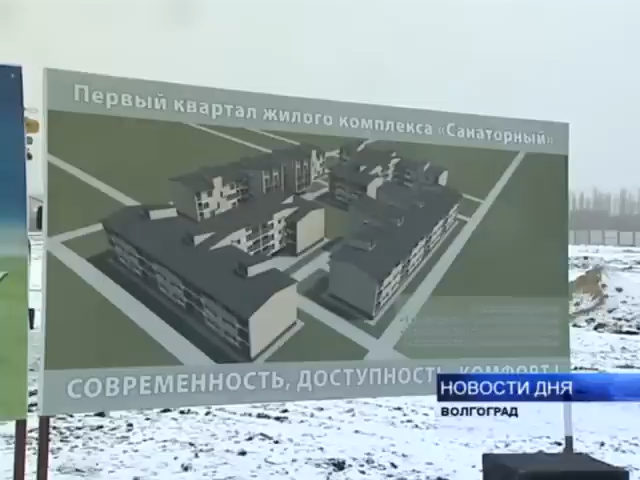 Первый квартал жилого комплекса «Санаторный»
СОВРЕМЕННОСТЬ, ДОСТУПНОСТЬ, КОМФОРТ!
НОВОСТИ ДНЯ
ВОЛГОГРАД